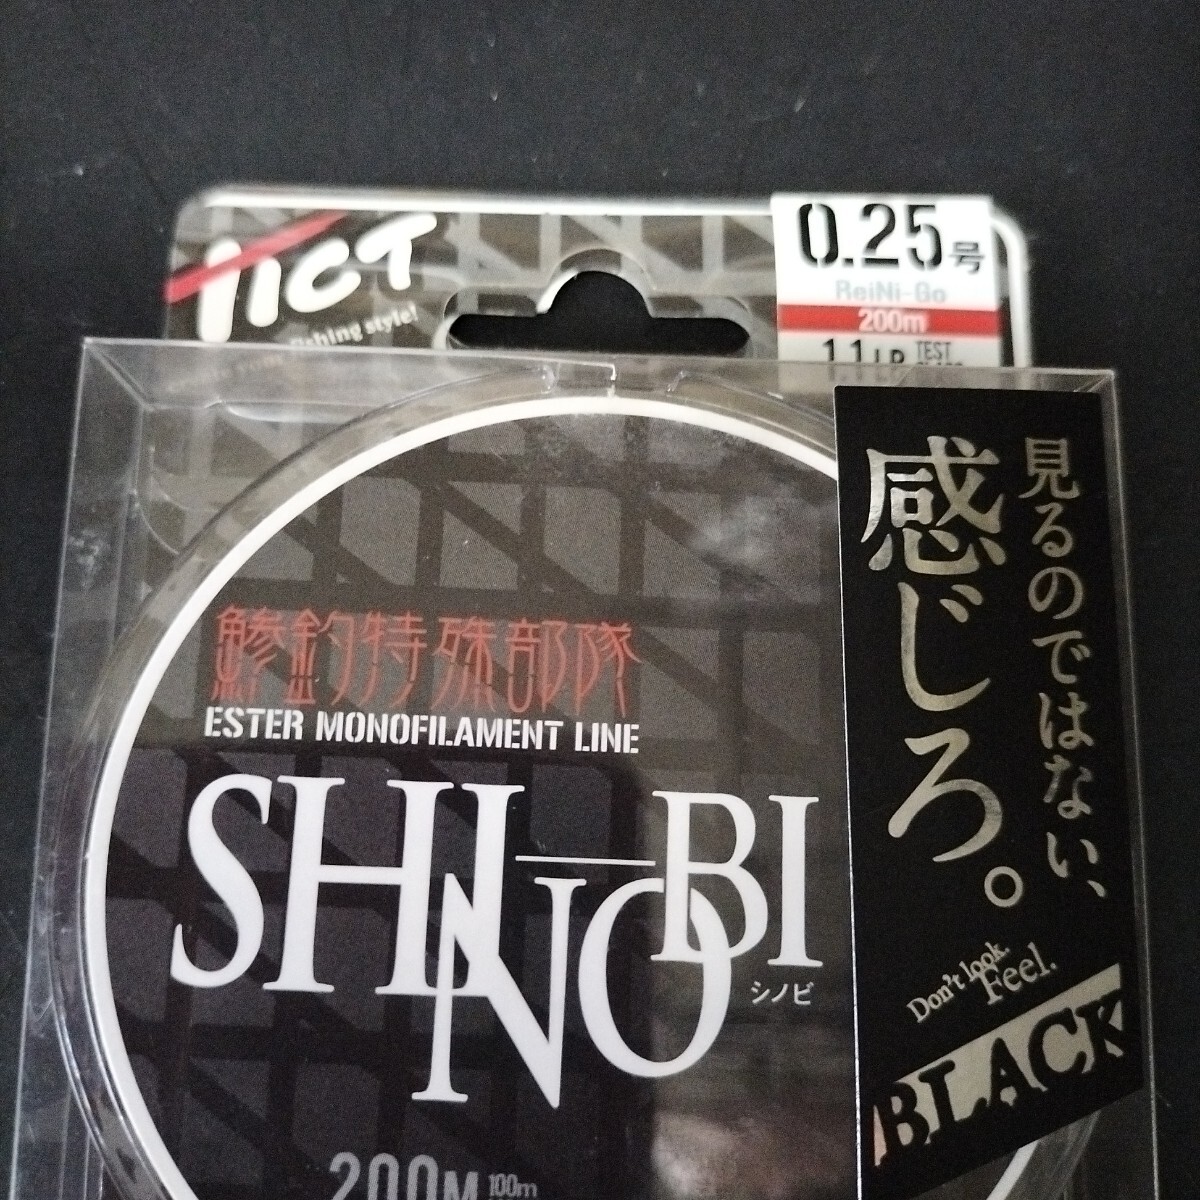 TICT
fishing style!
0.25号
ReiNi-Go
200m
1.1LB TEST
見るのではない、
感じろ。
Don't look.
Feel.
BLACK
鯵釣特殊部隊
ESTER MONOFILAMENT LINE
SHINOBI
シノビ
200M 100m